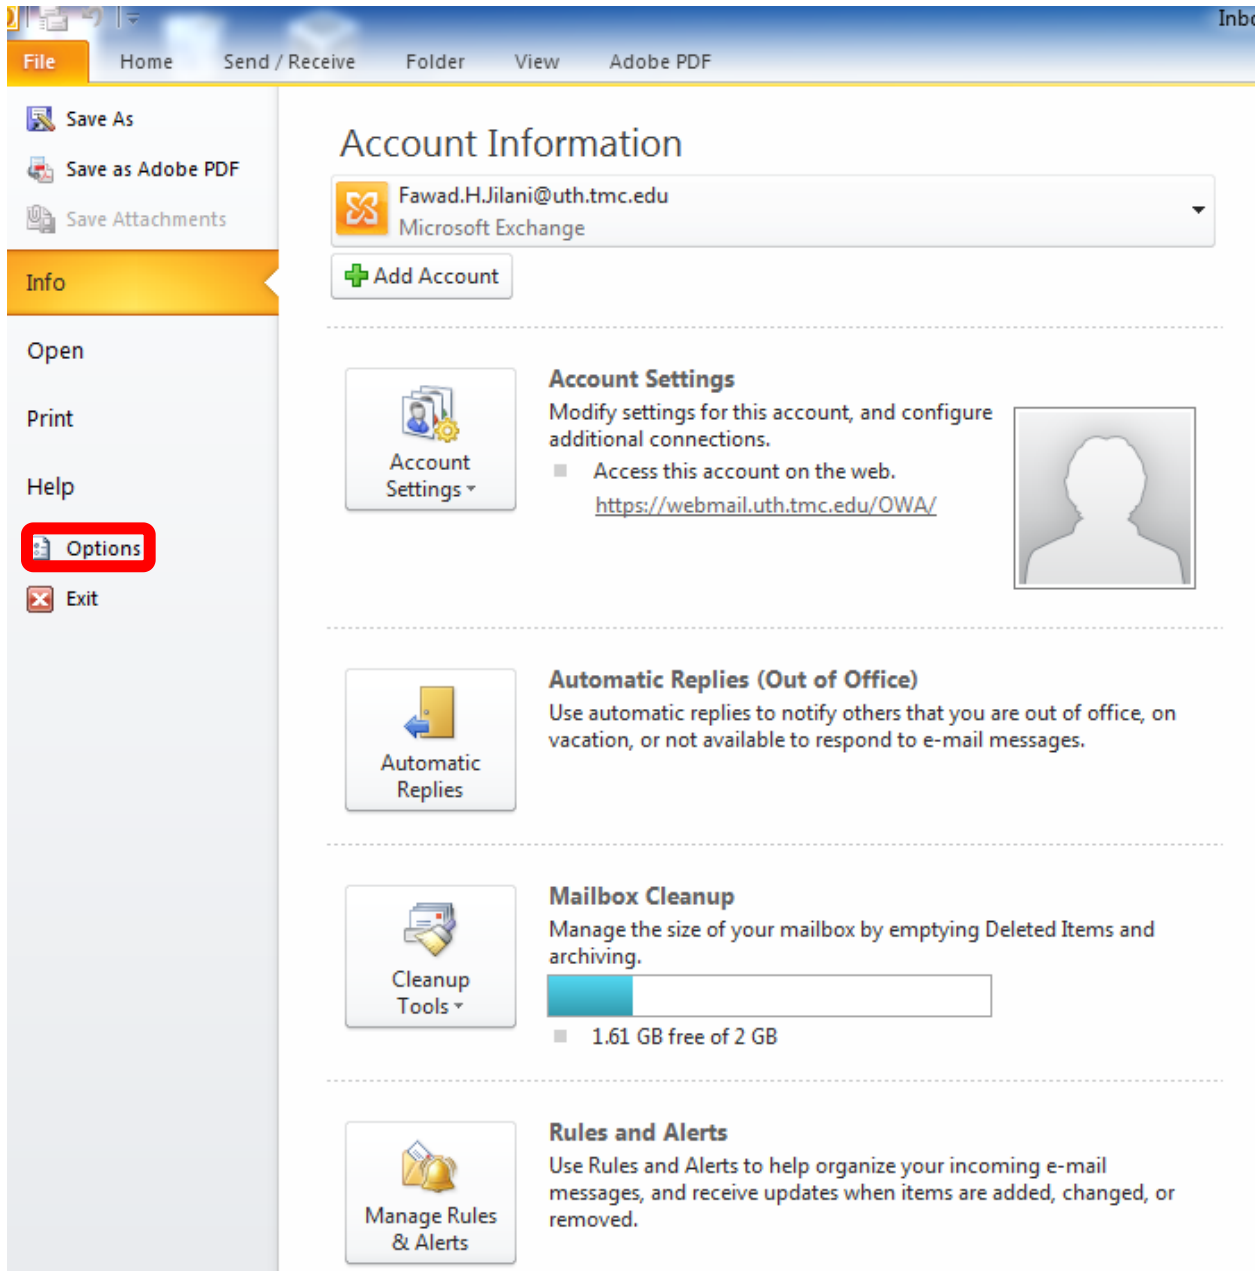 Inbo
File Home Send / Receive Folder View Adobe PDF
Save As
Save as Adobe PDF
Save Attachments
Info
Open
Print
Help
Options
Exit
Account Information
Fawad.H.Jilani@uth.tmc.edu
Microsoft Exchange
Add Account
Account
Settings
Account Settings
Modify settings for this account, and configure
additional connections.
Access this account on the web.
https://webmail.uth.tmc.edu/OWA/
Automatic
Replies
Automatic Replies (Out of Office)
Use automatic replies to notify others that you are out of office, on
vacation, or not available to respond to e-mail messages.
Cleanup
Tools
Mailbox Cleanup
Manage the size of your mailbox by emptying Deleted Items and
archiving.
1.61 GB free of 2 GB
Manage Rules
& Alerts
Rules and Alerts
Use Rules and Alerts to help organize your incoming e-mail
messages, and receive updates when items are added, changed, or
removed.